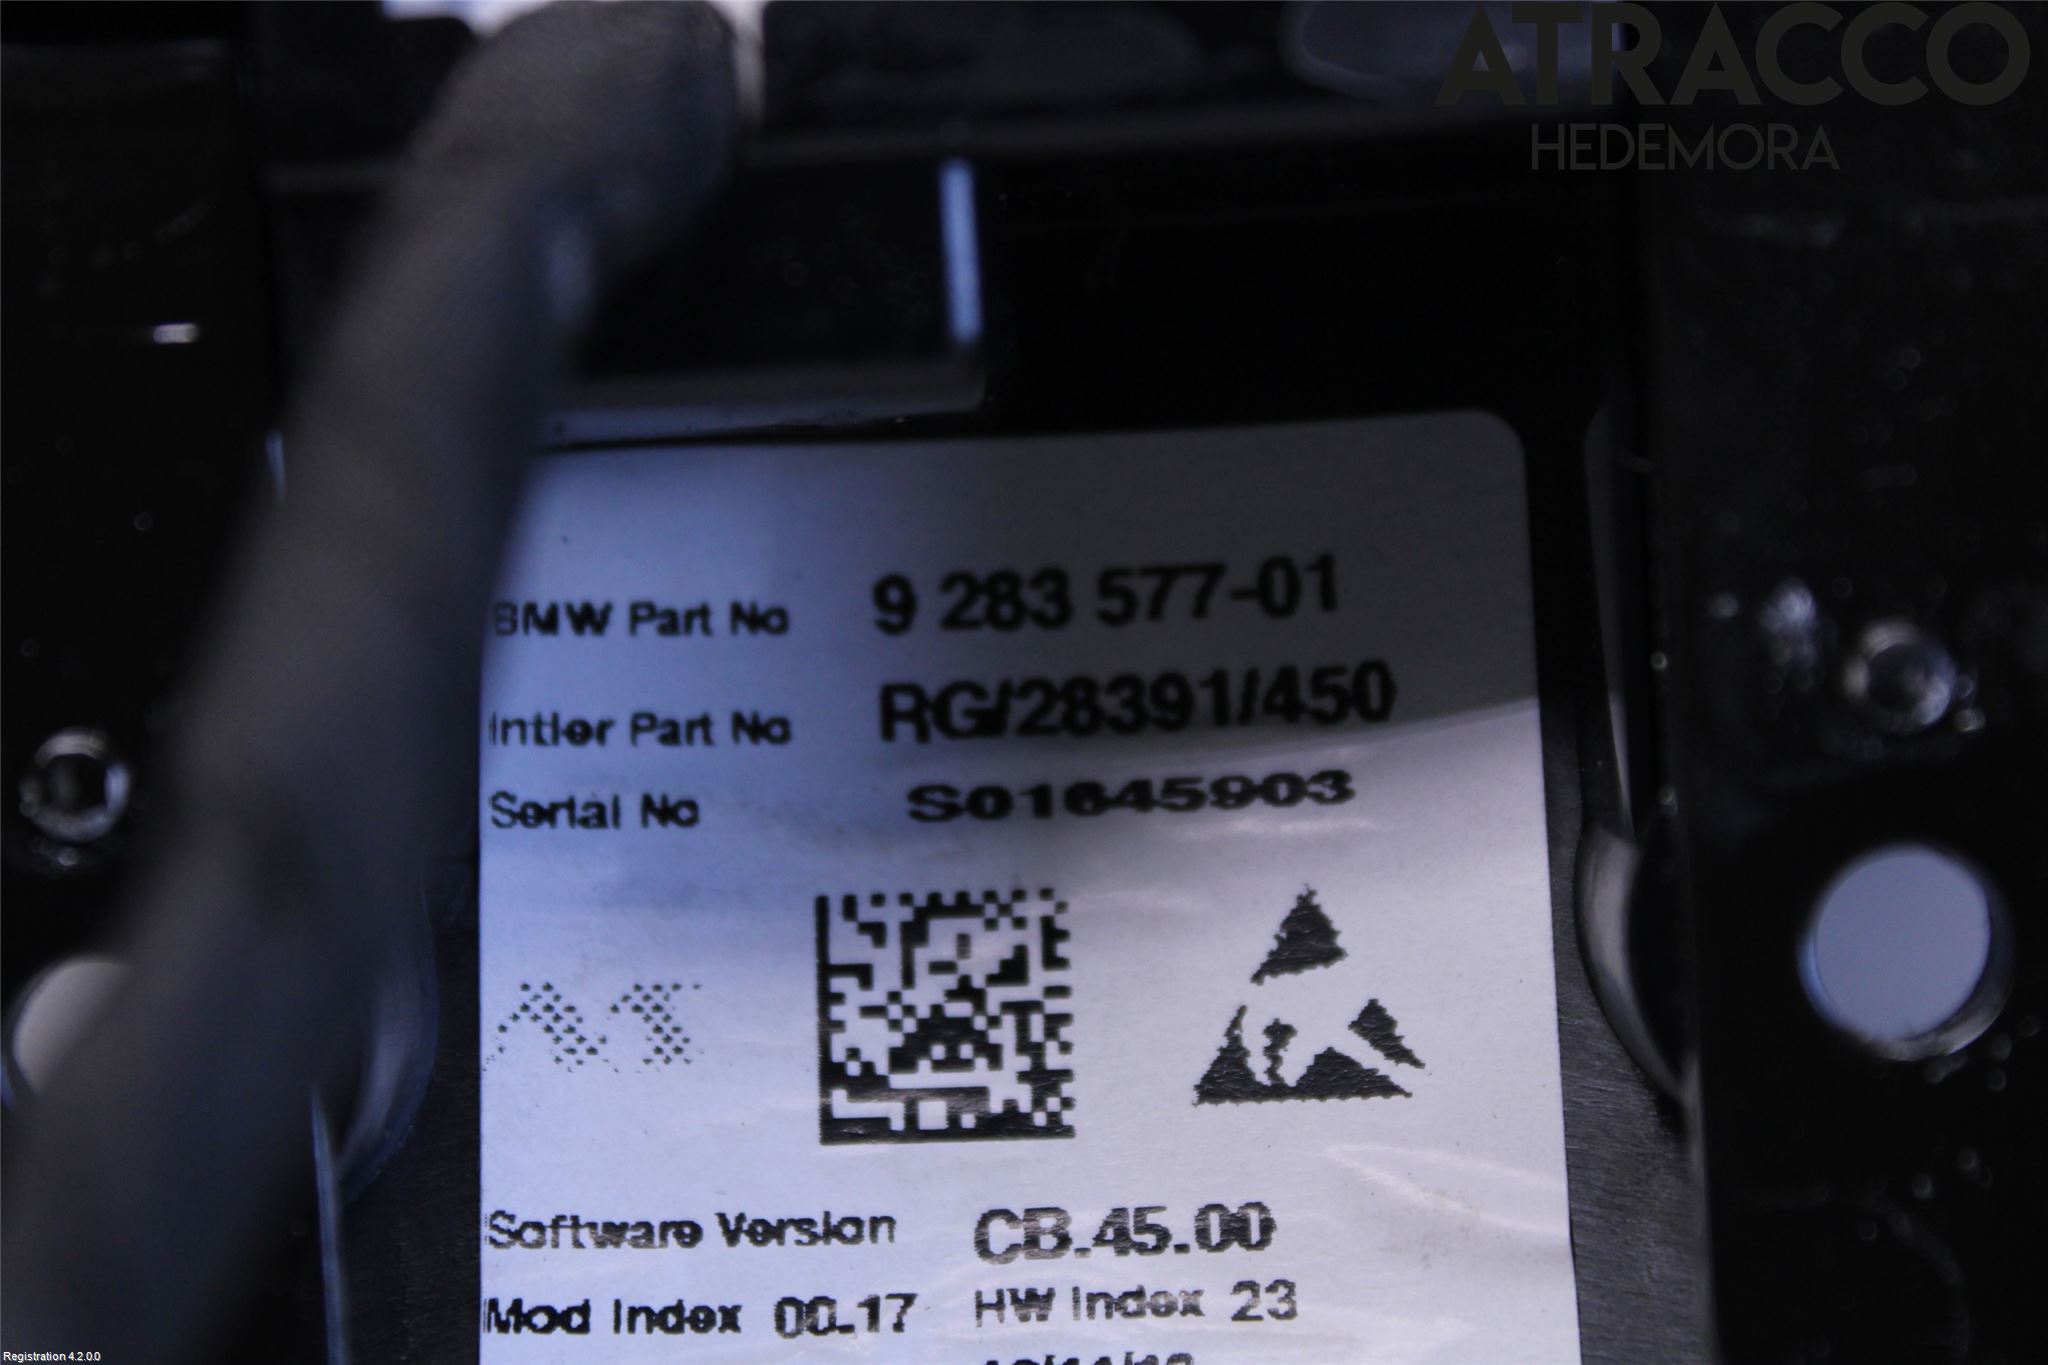 ATRACCO
HEDEMORA
BMW Part No 9 283 577-01
Intier Part No RG/28391/450
Serial No S01645903
Software Version CB.45.00
Mod Index 00.17 HW Index 23
Registration 4.2.0.0